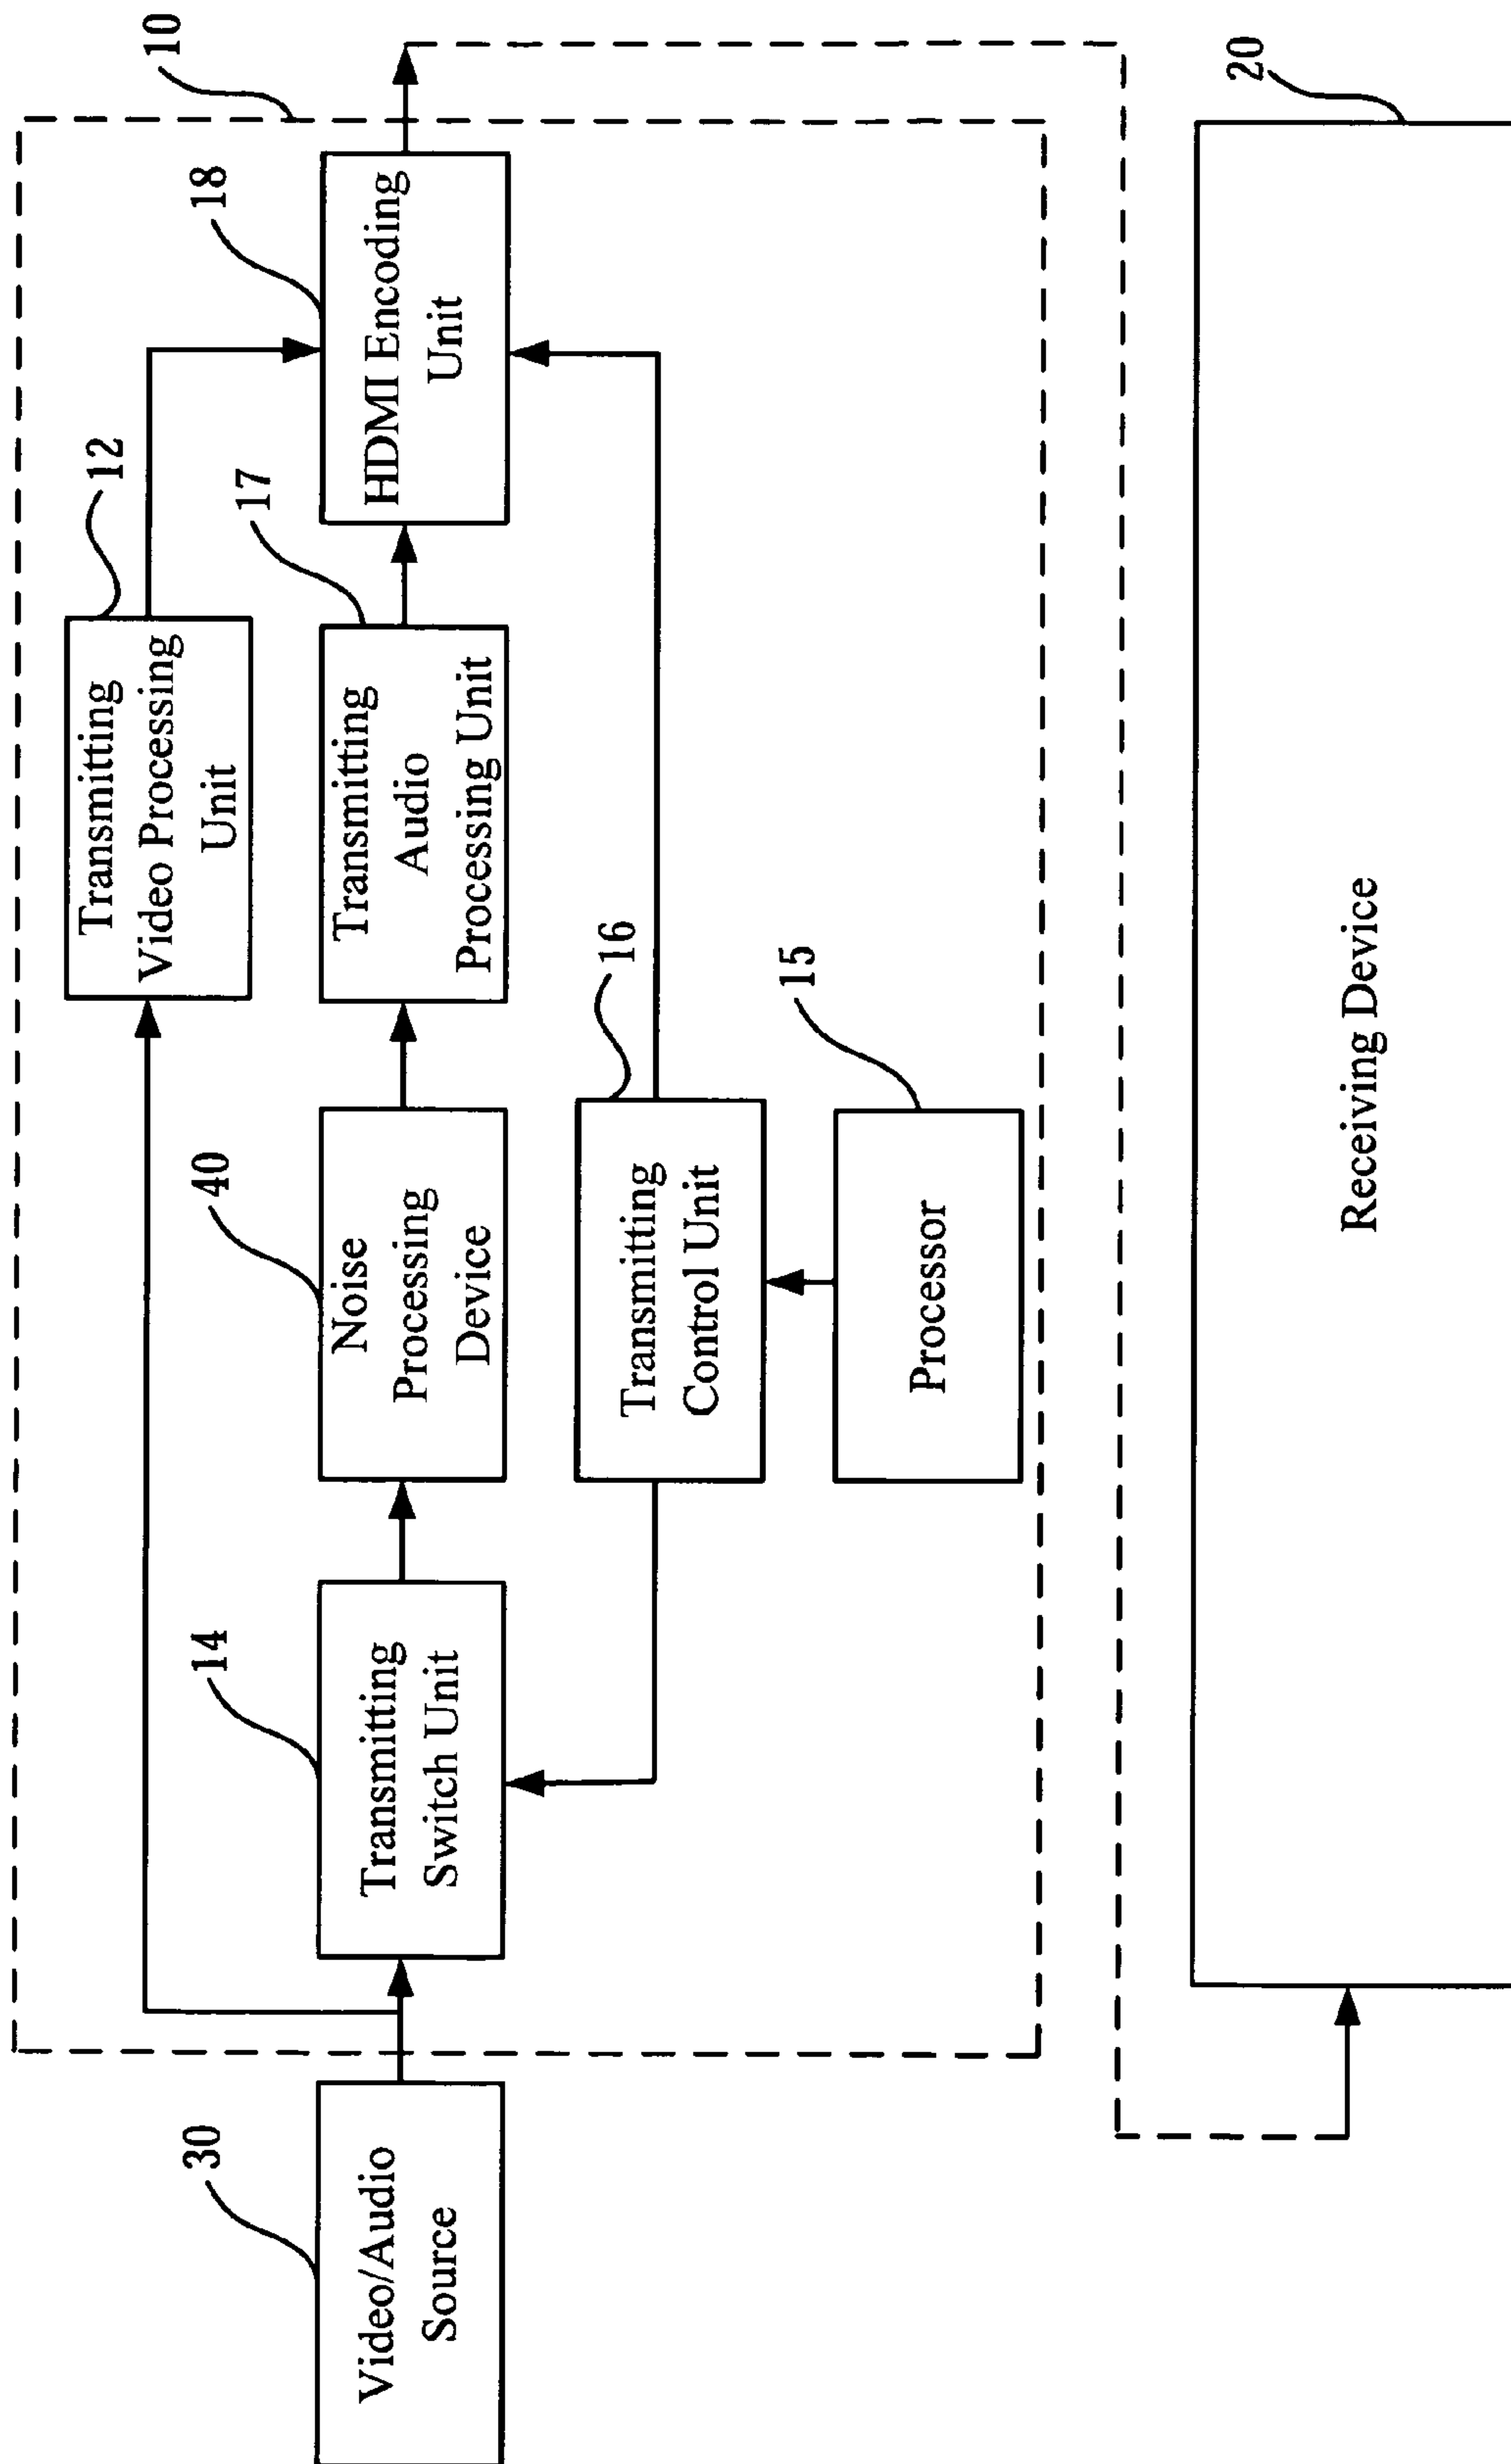 10
12
Transmitting
Video Processing
Unit
30
Video/Audio
Source
14
Transmitting
Switch Unit
40
Noise
Processing
Device
17
Transmitting
Audio
Processing Unit
18
HDMI Encoding
Unit
16
Transmitting
Control Unit
15
Processor
20
Receiving Device